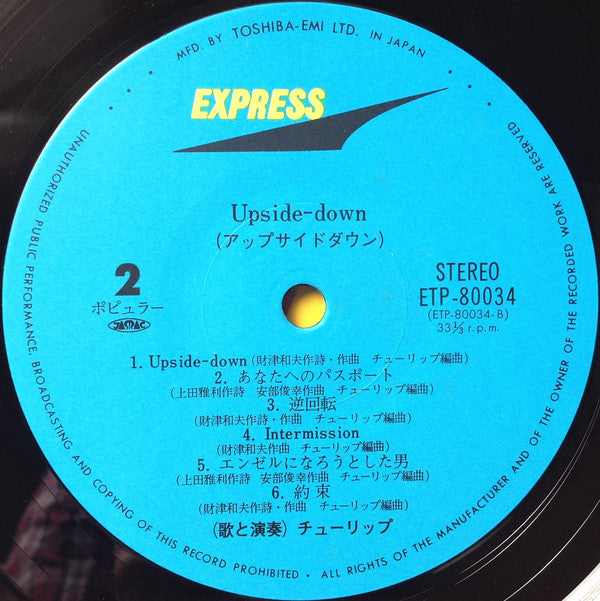 MFD. BY TOSHIBA-EMI LTD. IN JAPAN
EXPRESS
Upside-down
(アップサイドダウン)
2
ポピュラー
JASRAC
STEREO
ETP-80034
(ETP-80034-B)
33⅓ r.p.m.
1. Upside-down (財津和夫作詩・作曲 チューリップ編曲)
2. あなたへのパスポート
(上田雅利作詩 安部俊幸作曲 チューリップ編曲)
3. 逆回転
(財津和夫作詩・作曲 チューリップ編曲)
4. Intermission
(財津和夫作詩・作曲 チューリップ編曲)
5. エンゼルになろうとした男
(上田雅利作詩 安部俊幸作曲 チューリップ編曲)
6. 約束
(財津和夫作詩・作曲 チューリップ編曲)
(歌と演奏) チューリップ
UNAUTHORIZED PUBLIC PERFORMANCE, BROADCASTING AND COPYING OF THIS RECORD PROHIBITED • ALL RIGHTS OF THE MANUFACTURER AND OF THE OWNER OF THE RECORDED WORK ARE RESERVED